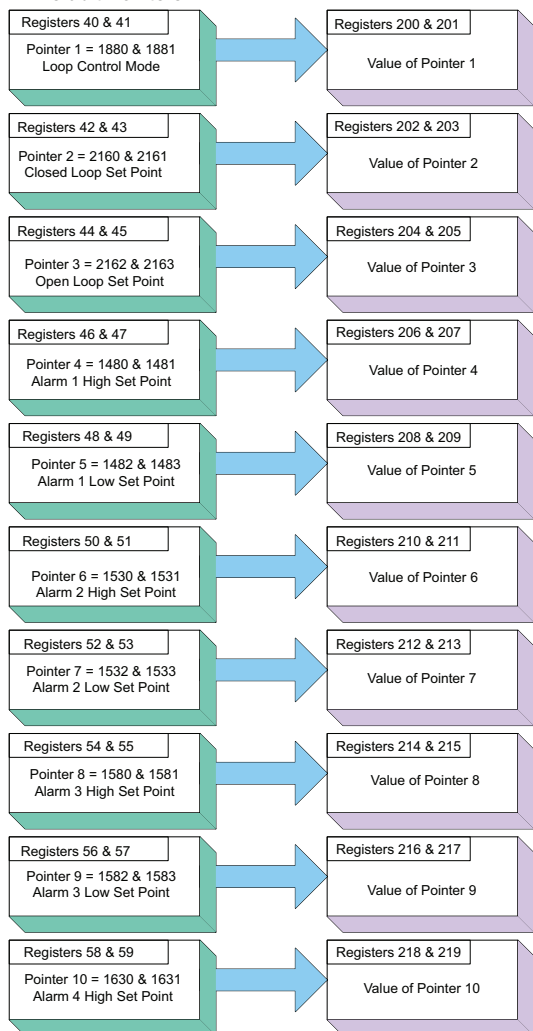 Registers 40 & 41
Pointer 1 = 1880 & 1881
Loop Control Mode
Registers 200 & 201
Value of Pointer 1
Registers 42 & 43
Pointer 2 = 2160 & 2161
Closed Loop Set Point
Registers 202 & 203
Value of Pointer 2
Registers 44 & 45
Pointer 3 = 2162 & 2163
Open Loop Set Point
Registers 204 & 205
Value of Pointer 3
Registers 46 & 47
Pointer 4 = 1480 & 1481
Alarm 1 High Set Point
Registers 206 & 207
Value of Pointer 4
Registers 48 & 49
Pointer 5 = 1482 & 1483
Alarm 1 Low Set Point
Registers 208 & 209
Value of Pointer 5
Registers 50 & 51
Pointer 6 = 1530 & 1531
Alarm 2 High Set Point
Registers 210 & 211
Value of Pointer 6
Registers 52 & 53
Pointer 7 = 1532 & 1533
Alarm 2 Low Set Point
Registers 212 & 213
Value of Pointer 7
Registers 54 & 55
Pointer 8 = 1580 & 1581
Alarm 3 High Set Point
Registers 214 & 215
Value of Pointer 8
Registers 56 & 57
Pointer 9 = 1582 & 1583
Alarm 3 Low Set Point
Registers 216 & 217
Value of Pointer 9
Registers 58 & 59
Pointer 10 = 1630 & 1631
Alarm 4 High Set Point
Registers 218 & 219
Value of Pointer 10